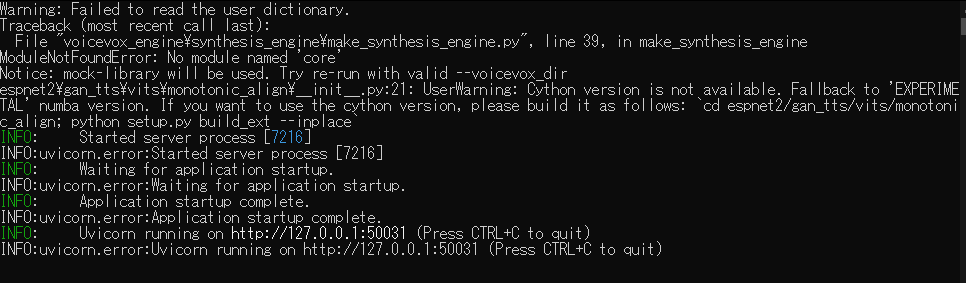 Warning: Failed to read the user dictionary.
Traceback (most recent call last):
  File "voicevox_engine¥synthesis_engine¥make_synthesis_engine.py", line 39, in make_synthesis_engine
ModuleNotFoundError: No module named 'core'
Notice: mock-library will be used. Try re-run with valid --voicevox_dir
espnet2¥gan_tts¥vits¥monotonic_align¥__init__.py:21: UserWarning: Cython version is not available. Fallback to 'EXPERIME
TAL' numba version. If you want to use the cython version, please build it as follows: `cd espnet2/gan_tts/vits/monotoni
c_align; python setup.py build_ext --inplace`
INFO:     Started server process [7216]
INFO:uvicorn.error:Started server process [7216]
INFO:     Waiting for application startup.
INFO:uvicorn.error:Waiting for application startup.
INFO:     Application startup complete.
INFO:uvicorn.error:Application startup complete.
INFO:     Uvicorn running on http://127.0.0.1:50031 (Press CTRL+C to quit)
INFO:uvicorn.error:Uvicorn running on http://127.0.0.1:50031 (Press CTRL+C to quit)